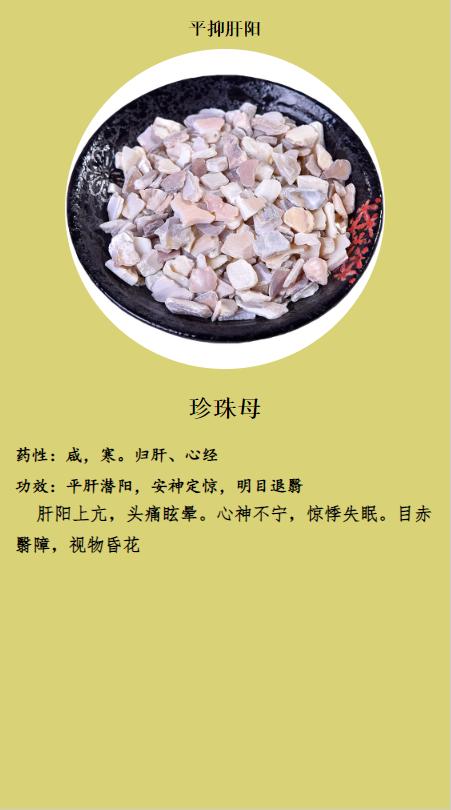 平抑肝阳
珍珠母
药性：咸，寒。归肝、心经
功效：平肝潜阳，安神定惊，明目退翳
肝阳上亢，头痛眩晕。心神不宁，惊悸失眠。目赤
翳障，视物昏花